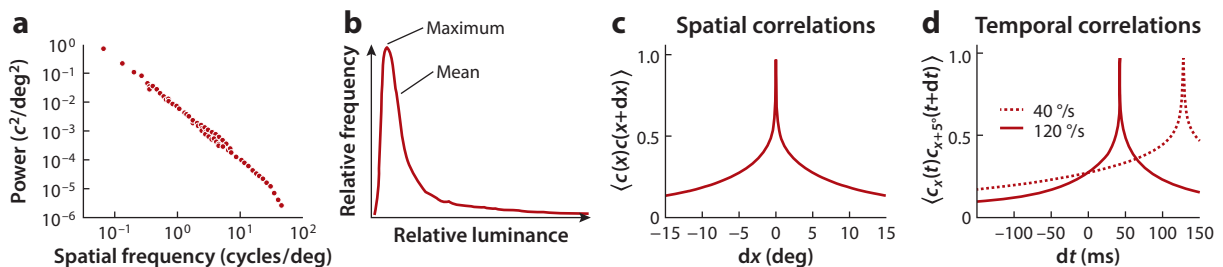 a
10⁰
10⁻¹
10⁻²
10⁻³
10⁻⁴
10⁻⁵
10⁻⁶
Power (c²/deg²)
10⁻¹ 10⁰ 10¹ 10²
Spatial frequency (cycles/deg)
b
Maximum
Mean
Relative frequency
Relative luminance
c Spatial correlations
1.0
0.5
0
⟨c(x)c(x+dx)⟩
−15 −10 −5 0 5 10 15
dx (deg)
d Temporal correlations
1.0
0.5
0
⟨cₓ(t)cₓ₊₅°(t+dt)⟩
40 °/s
120 °/s
−100 −50 0 50 100 150
dt (ms)